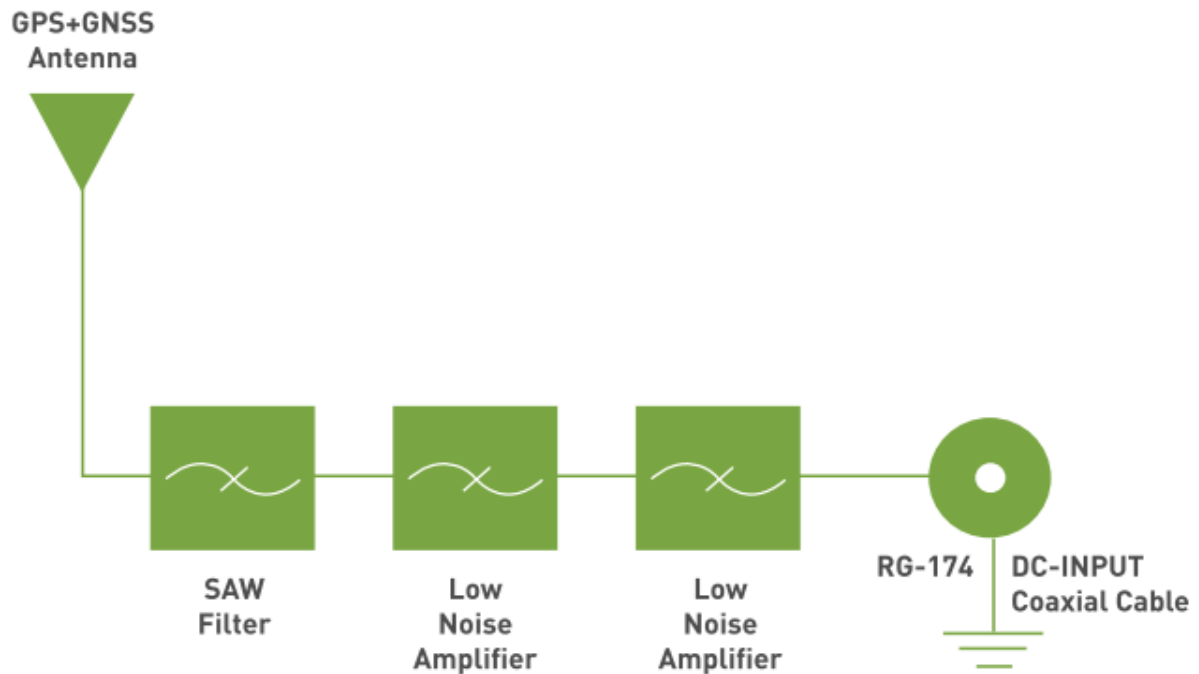 GPS+GNSS
Antenna
SAW
Filter
Low
Noise
Amplifier
Low
Noise
Amplifier
RG-174
DC-INPUT
Coaxial Cable